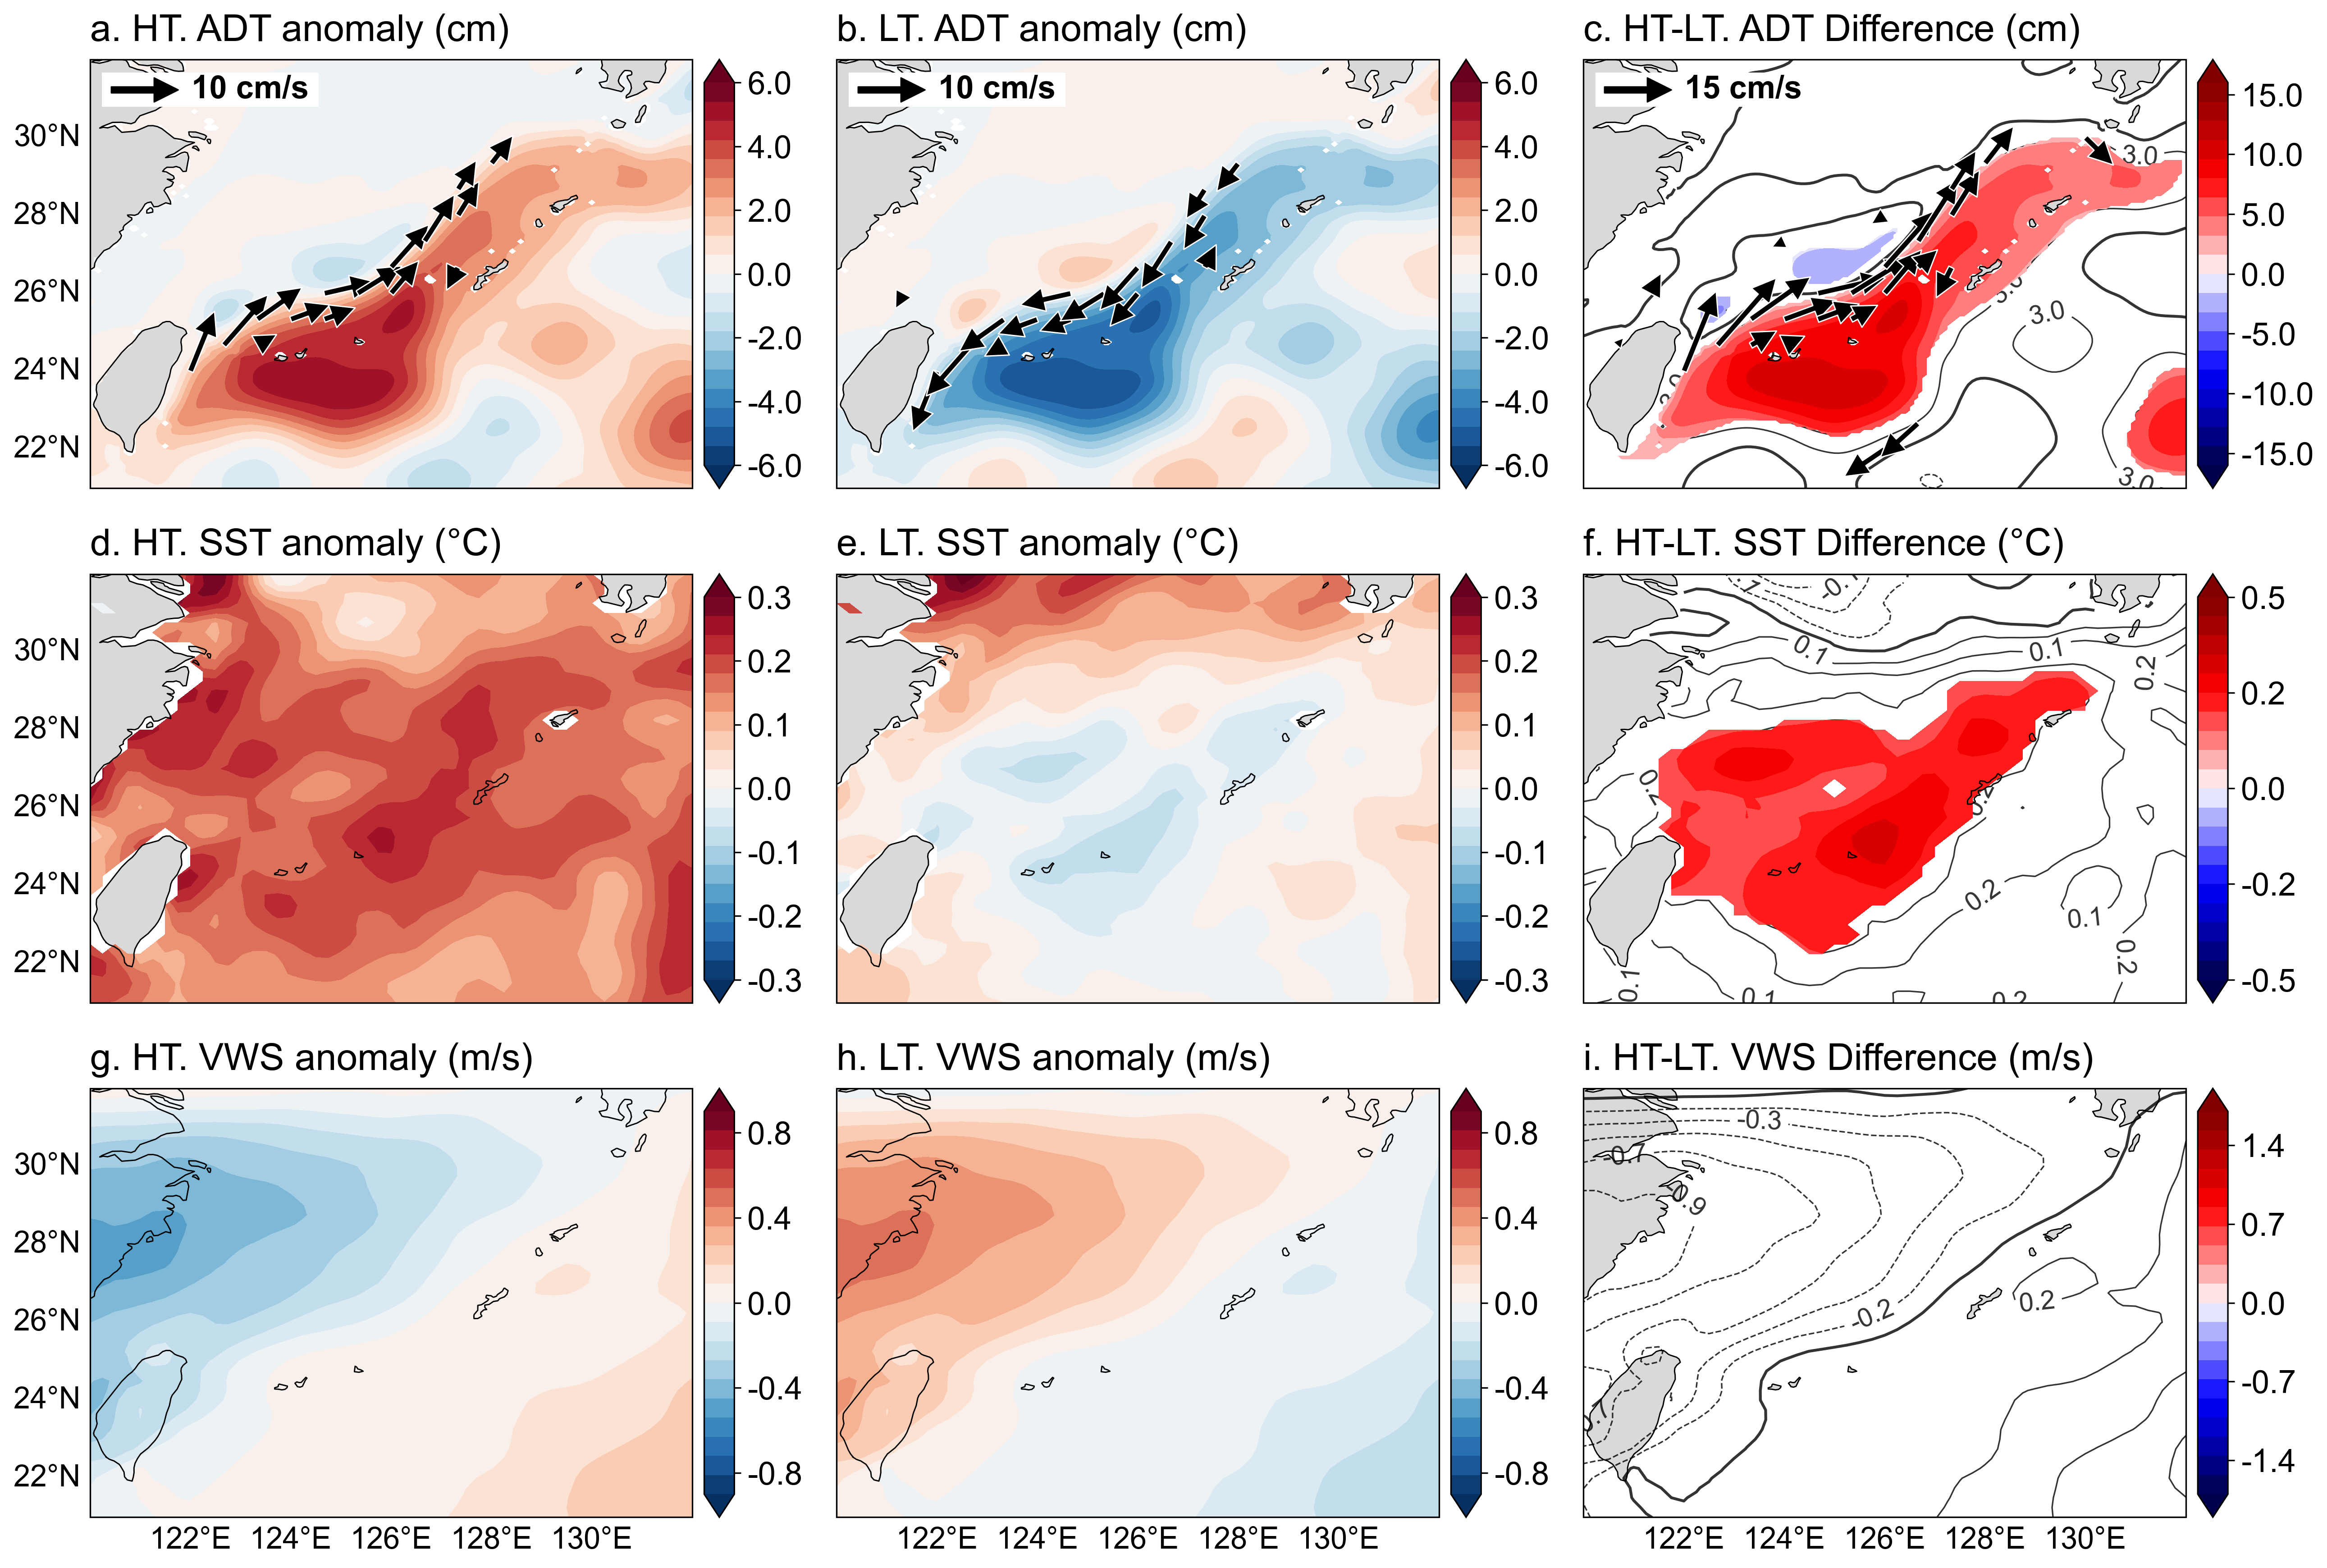 a. HT. ADT anomaly (cm)
10 cm/s
30°N
28°N
26°N
24°N
22°N
6.0
4.0
2.0
0.0
-2.0
-4.0
-6.0
b. LT. ADT anomaly (cm)
10 cm/s
6.0
4.0
2.0
0.0
-2.0
-4.0
-6.0
c. HT-LT. ADT Difference (cm)
15 cm/s
3.0
3.0
3.0
15.0
10.0
5.0
0.0
-5.0
-10.0
-15.0
d. HT. SST anomaly (°C)
30°N
28°N
26°N
24°N
22°N
0.3
0.2
0.1
0.0
-0.1
-0.2
-0.3
e. LT. SST anomaly (°C)
0.3
0.2
0.1
0.0
-0.1
-0.2
-0.3
f. HT-LT. SST Difference (°C)
0.1
0.1
0.2
0.2
0.1
0.2
0.1
0.5
0.2
0.0
-0.2
-0.5
g. HT. VWS anomaly (m/s)
30°N
28°N
26°N
24°N
22°N
122°E 124°E 126°E 128°E 130°E
0.8
0.4
0.0
-0.4
-0.8
h. LT. VWS anomaly (m/s)
122°E 124°E 126°E 128°E 130°E
0.8
0.4
0.0
-0.4
-0.8
i. HT-LT. VWS Difference (m/s)
-0.3
-0.7
-0.9
-0.2
0.2
122°E 124°E 126°E 128°E 130°E
1.4
0.7
0.0
-0.7
-1.4